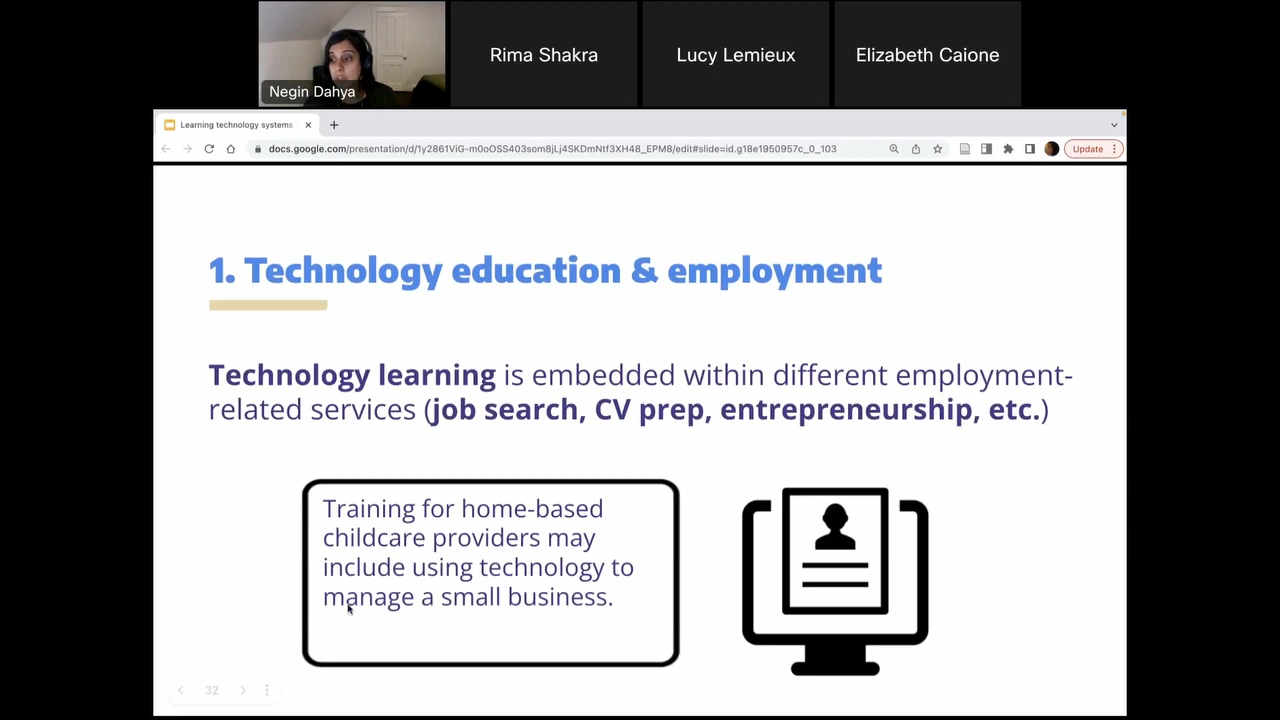 Negin Dahya
Rima Shakra
Lucy Lemieux
Elizabeth Caione
Learning technology systems
docs.google.com/presentation/d/1y2861ViG-m0oOSS403som8jLj4SKDmNtf3XH48_EPM8/edit#slide=id.g18e1950957c_0_103
Update
1. Technology education & employment
Technology learning is embedded within different employment-
related services (job search, CV prep, entrepreneurship, etc.)
Training for home-based
childcare providers may
include using technology to
manage a small business.
32